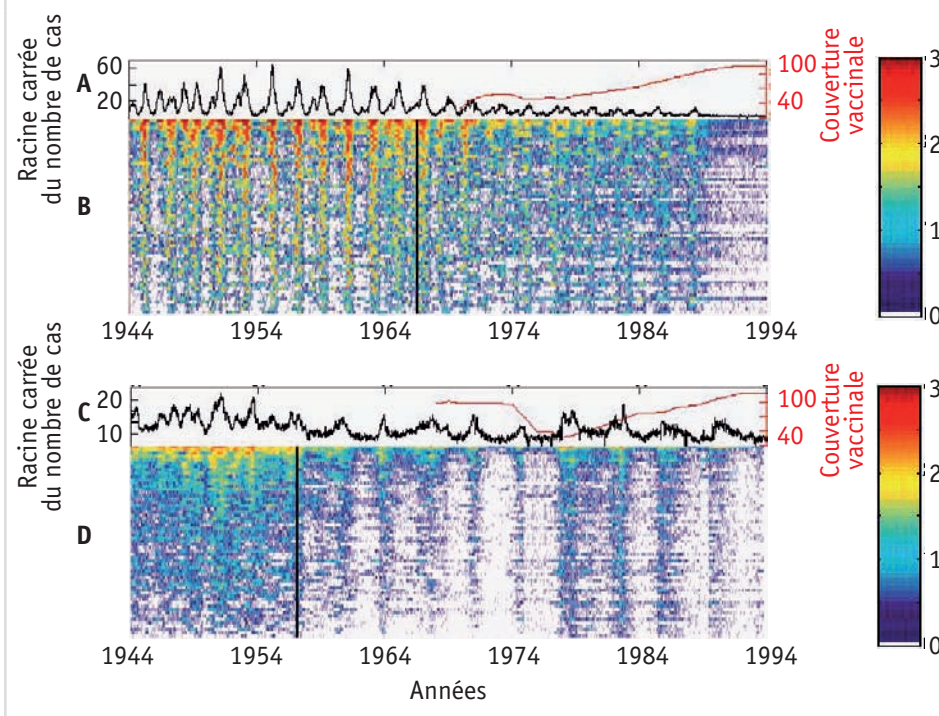 Racine carrée
du nombre de cas
A
60
20
100
40
Couverture
vaccinale
3
2
1
0
B
1944
1954
1964
1974
1984
1994
Racine carrée
du nombre de cas
C
20
10
100
40
Couverture
vaccinale
3
2
1
0
D
1944
1954
1964
1974
1984
1994
Années